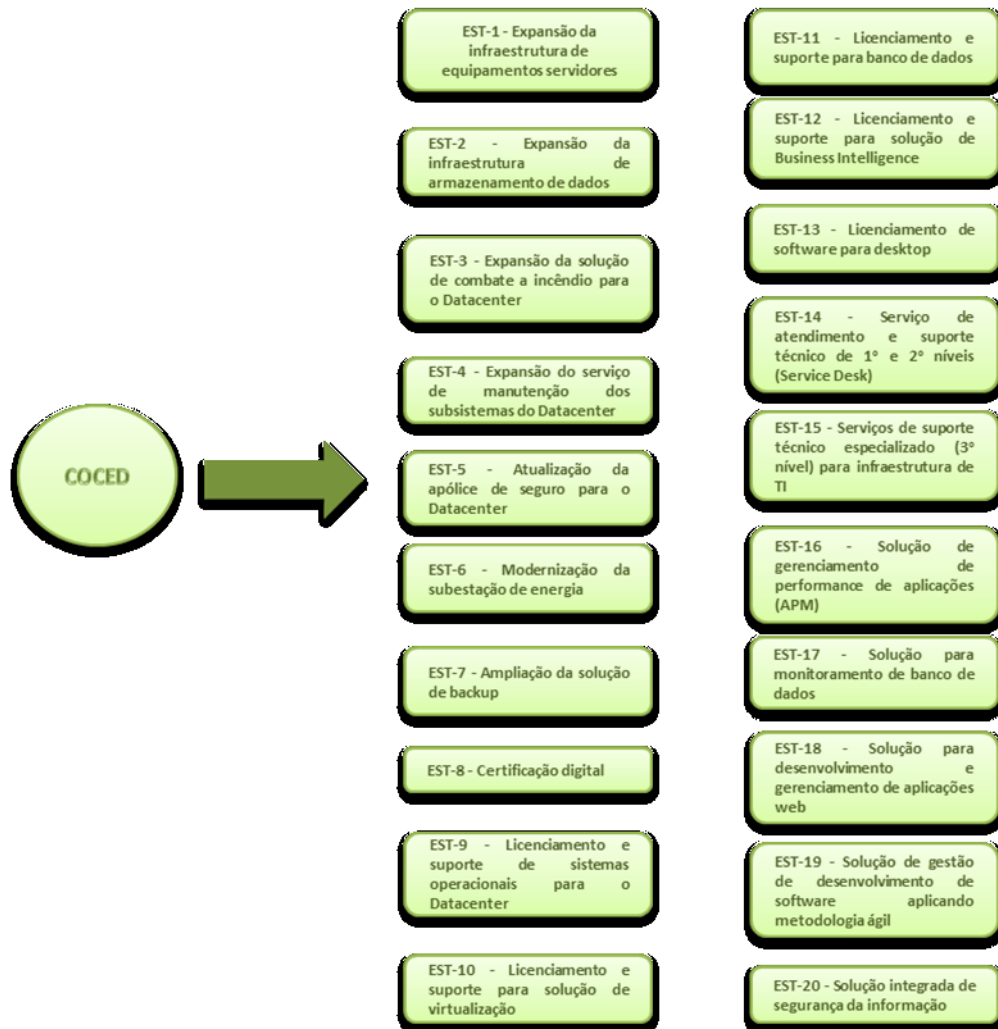 COCED
EST-1 - Expansão da
infraestrutura de
equipamentos servidores
EST-2 - Expansão da
infraestrutura de
armazenamento de dados
EST-3 - Expansão da solução
de combate a incêndio para
o Datacenter
EST-4 - Expansão do serviço
de manutenção dos
subsistemas do Datacenter
EST-5 - Atualização da
apólice de seguro para o
Datacenter
EST-6 - Modernização da
subestação de energia
EST-7 - Ampliação da solução
de backup
EST-8 - Certificação digital
EST-9 - Licenciamento e
suporte de sistemas
operacionais para o
Datacenter
EST-10 - Licenciamento e
suporte para solução de
virtualização
EST-11 - Licenciamento e
suporte para banco de dados
EST-12 - Licenciamento e
suporte para solução de
Business Intelligence
EST-13 - Licenciamento de
software para desktop
EST-14 - Serviço de
atendimento e suporte
técnico de 1º e 2º níveis
(Service Desk)
EST-15 - Serviços de suporte
técnico especializado (3º
nível) para infraestrutura de
TI
EST-16 - Solução de
gerenciamento de
performance de aplicações
(APM)
EST-17 - Solução para
monitoramento de banco de
dados
EST-18 - Solução para
desenvolvimento e
gerenciamento de aplicações
web
EST-19 - Solução de gestão
de desenvolvimento de
software aplicando
metodologia ágil
EST-20 - Solução integrada de
segurança da informação